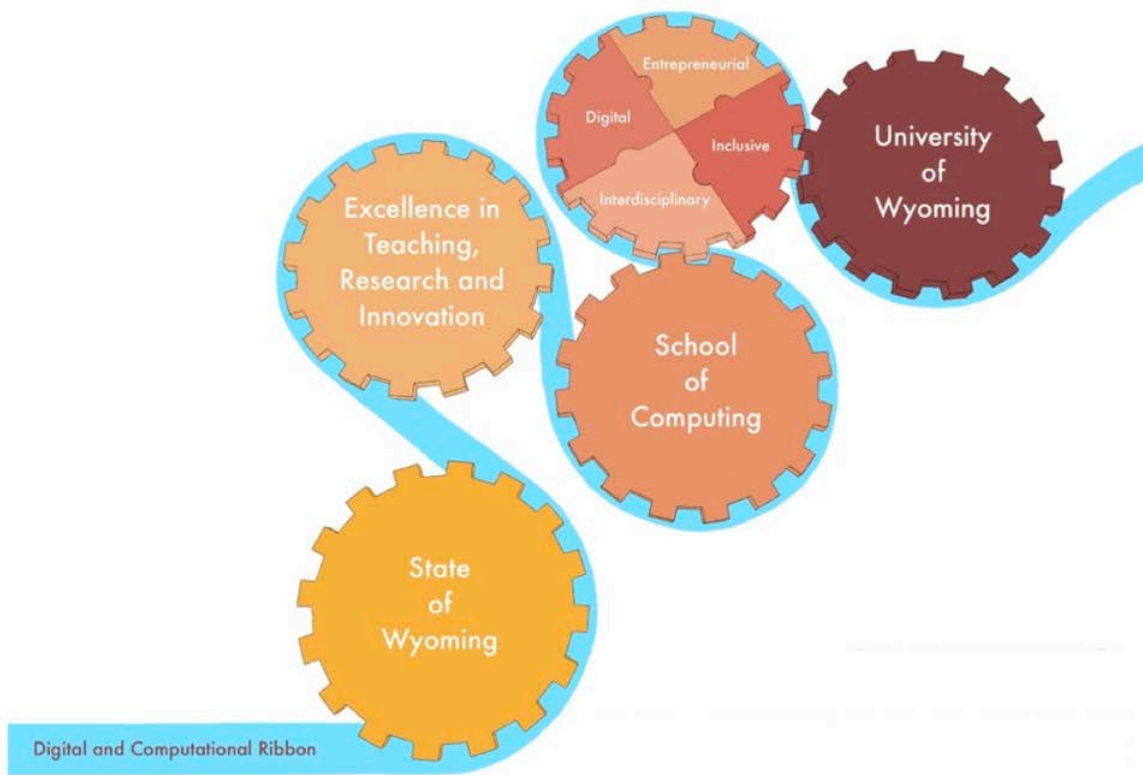 Entrepreneurial
Digital
Inclusive
Interdisciplinary
University
of
Wyoming
Excellence in
Teaching,
Research and
Innovation
School
of
Computing
State
of
Wyoming
Digital and Computational Ribbon